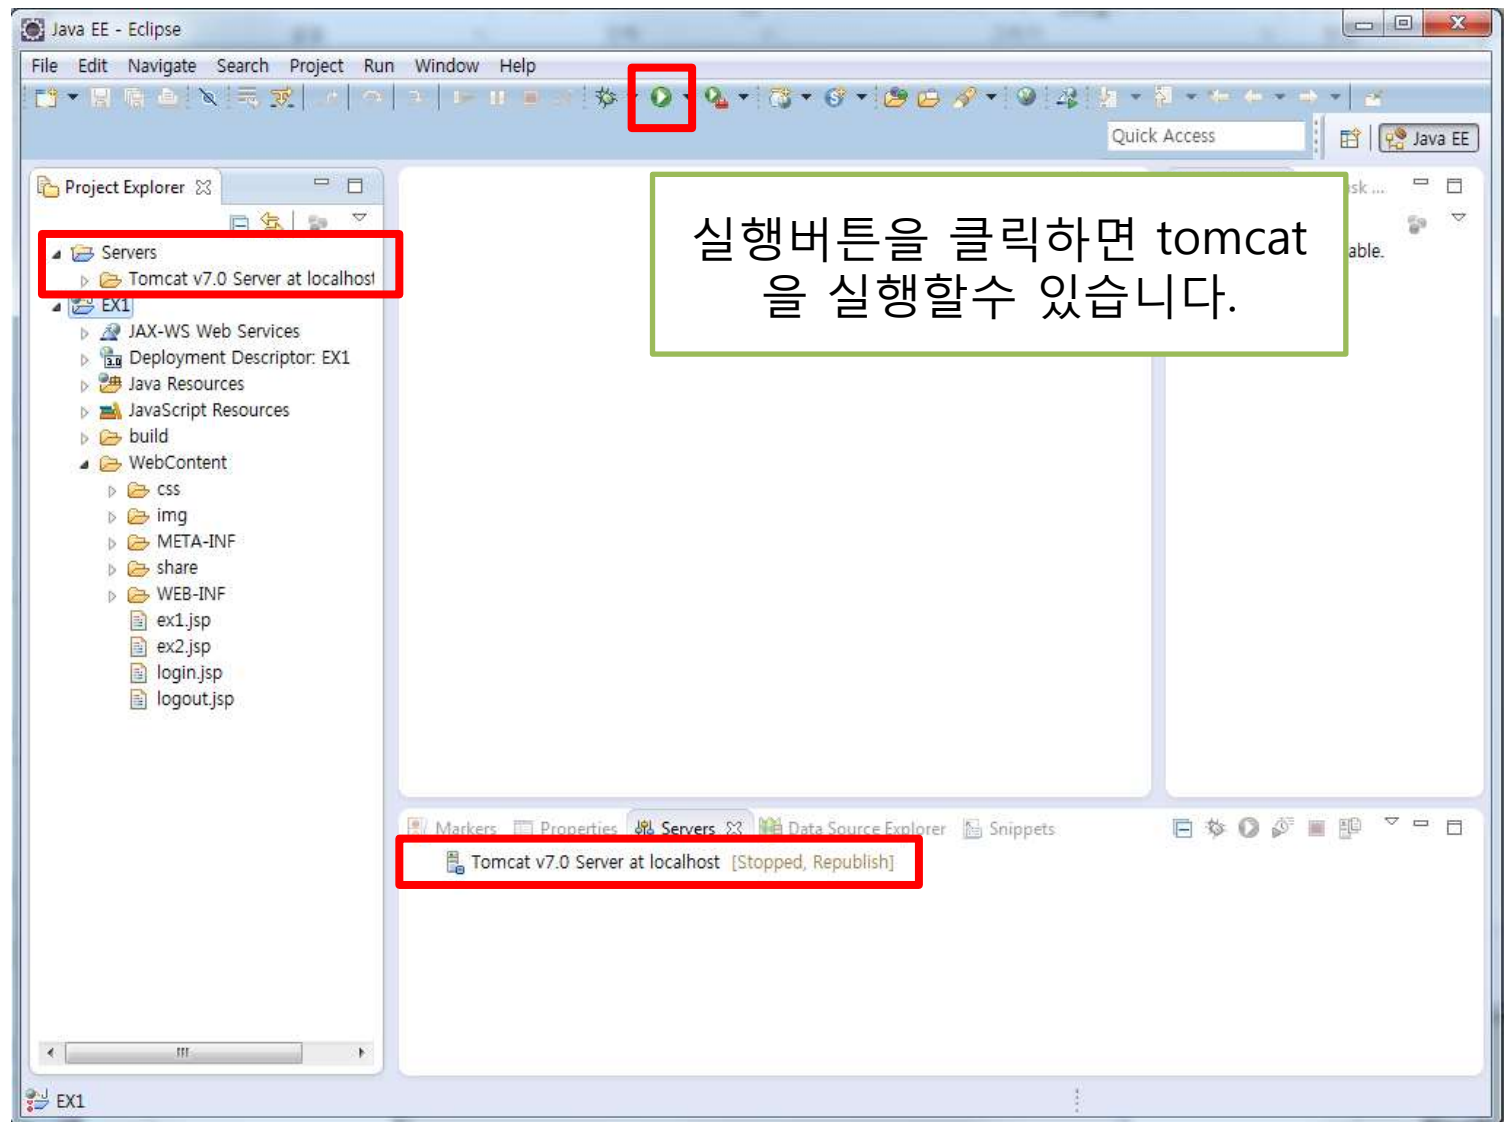 Java EE - Eclipse
File Edit Navigate Search Project Run Window Help
Quick Access
Java EE
Project Explorer
Servers
Tomcat v7.0 Server at localhost
EX1
JAX-WS Web Services
Deployment Descriptor: EX1
Java Resources
JavaScript Resources
build
WebContent
css
img
META-INF
share
WEB-INF
ex1.jsp
ex2.jsp
login.jsp
logout.jsp
실행버튼을 클릭하면 tomcat
을 실행할수 있습니다.
sk ...
able.
Markers Properties Servers Data Source Explorer Snippets
Tomcat v7.0 Server at localhost [Stopped, Republish]
EX1